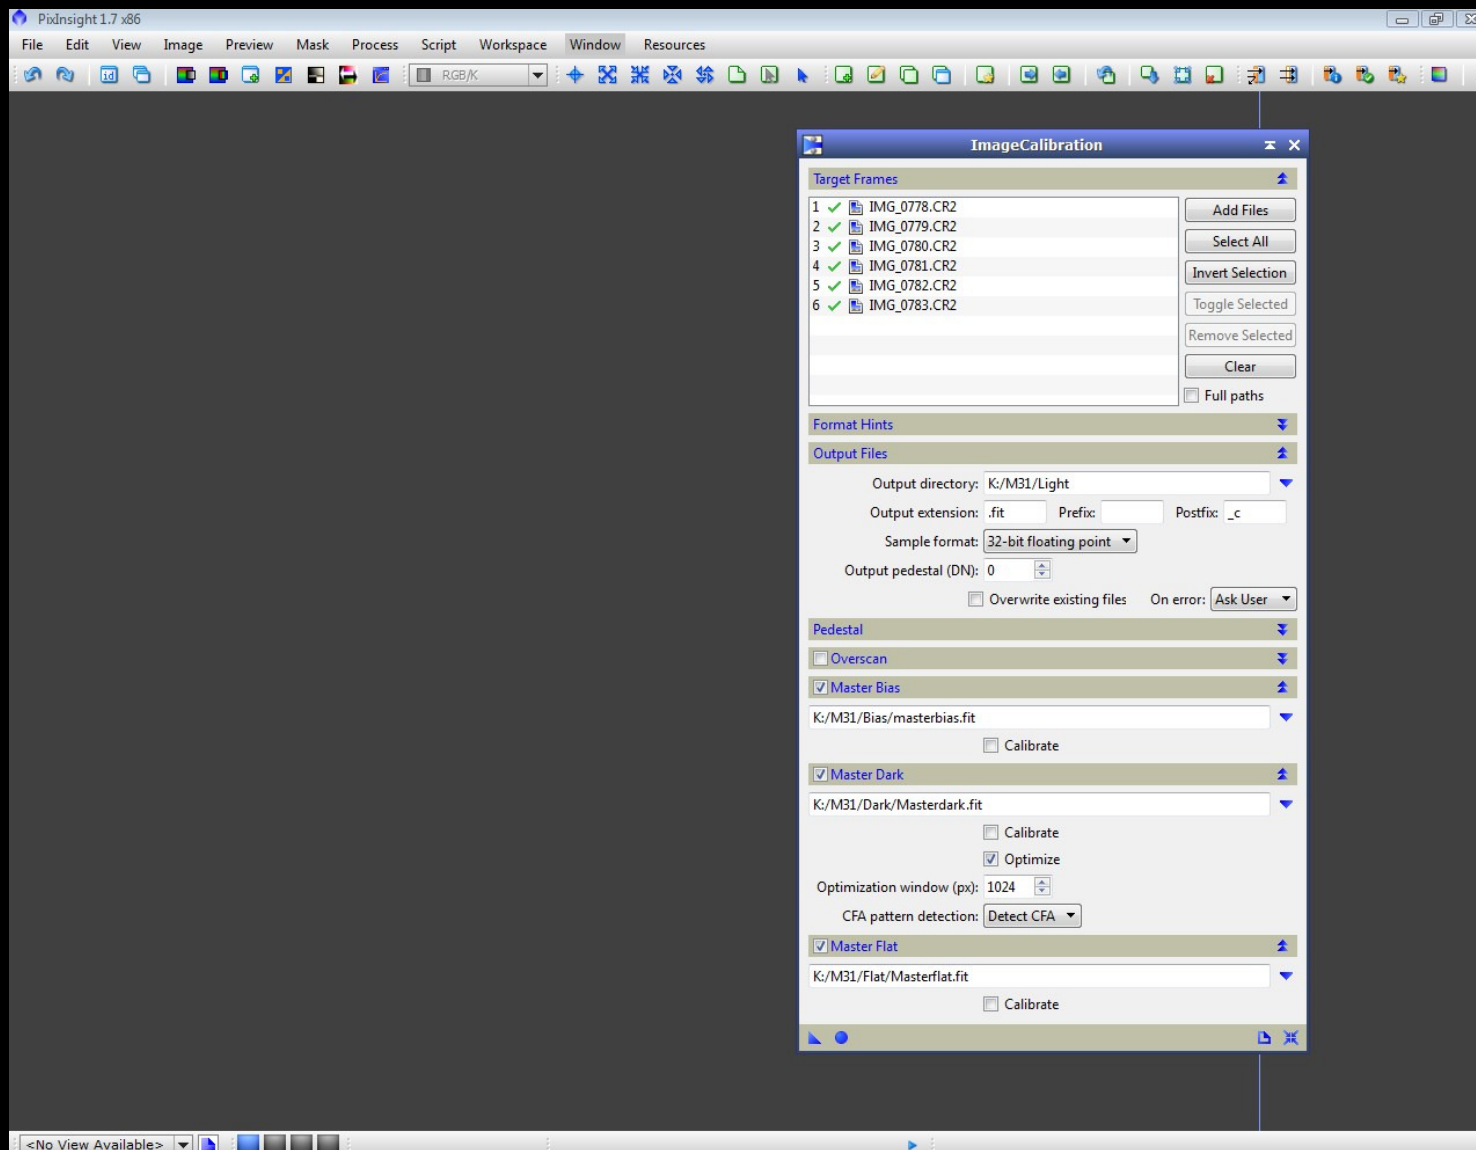 PixInsight 1.7 x86
File Edit View Image Preview Mask Process Script Workspace Window Resources
id RGB/K
ImageCalibration
Target Frames
1 IMG_0778.CR2
2 IMG_0779.CR2
3 IMG_0780.CR2
4 IMG_0781.CR2
5 IMG_0782.CR2
6 IMG_0783.CR2
Add Files
Select All
Invert Selection
Toggle Selected
Remove Selected
Clear
Full paths
Format Hints
Output Files
Output directory: K:/M31/Light
Output extension: .fit Prefix: Postfix: _c
Sample format: 32-bit floating point
Output pedestal (DN): 0
Overwrite existing files On error: Ask User
Pedestal
Overscan
Master Bias
K:/M31/Bias/masterbias.fit
Calibrate
Master Dark
K:/M31/Dark/Masterdark.fit
Calibrate
Optimize
Optimization window (px): 1024
CFA pattern detection: Detect CFA
Master Flat
K:/M31/Flat/Masterflat.fit
Calibrate
<No View Available>